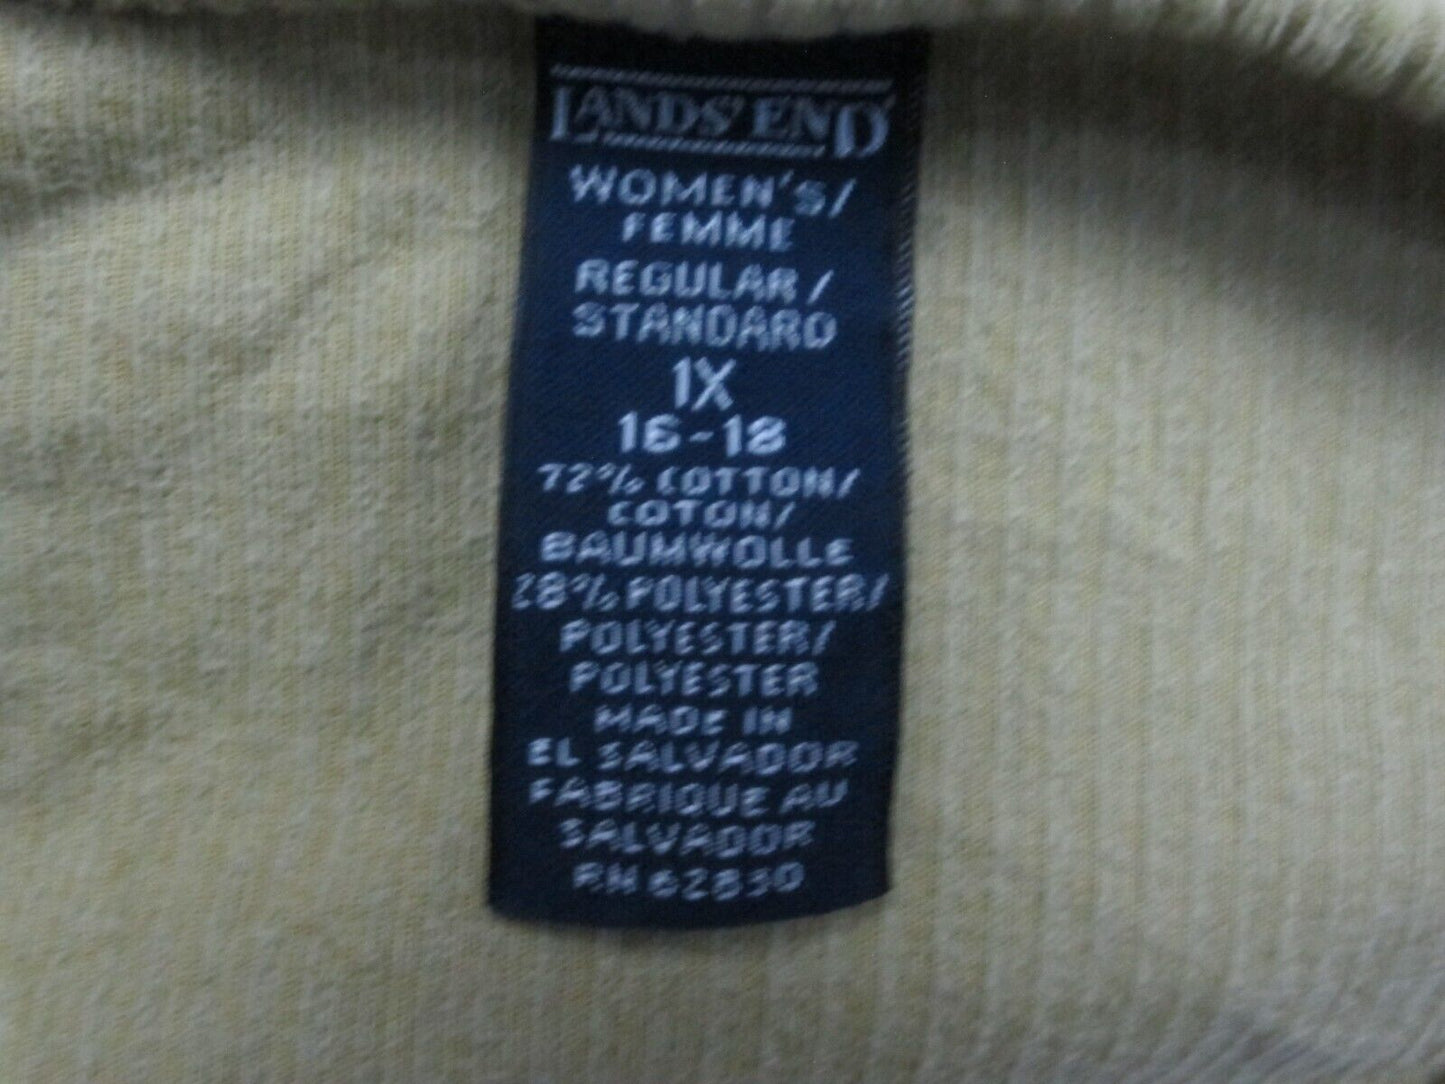 LANDS' END
WOMEN'S/
FEMME
REGULAR/
STANDARD
1X
16-18
72% COTTON/
COTON/
BAUMWOLLE
28% POLYESTER/
POLYESTER/
POLYESTER
MADE IN
EL SALVADOR
FABRIQUE AU
SALVADOR
RN 62830